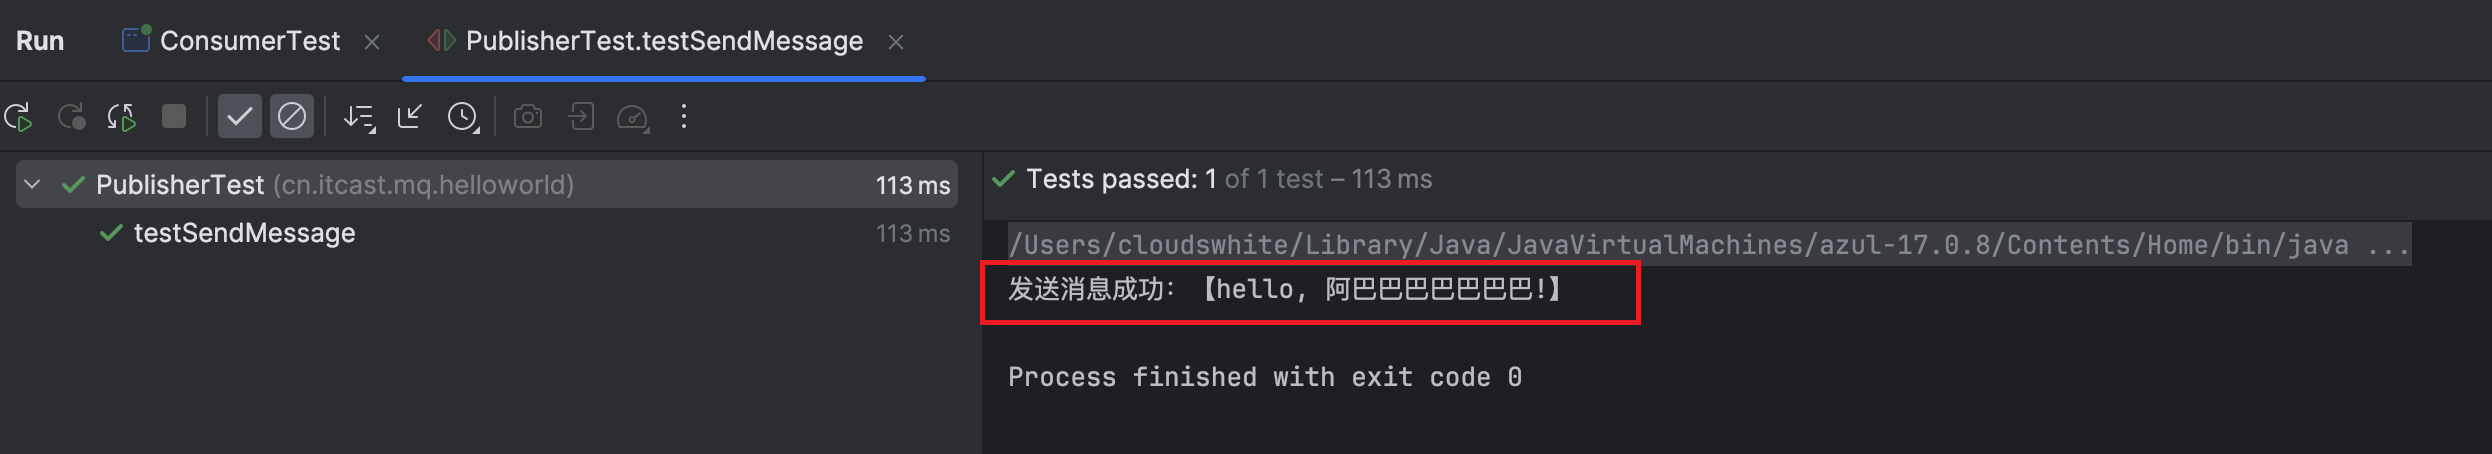 Run ConsumerTest PublisherTest.testSendMessage
PublisherTest (cn.itcast.mq.helloworld) 113 ms
testSendMessage 113 ms
Tests passed: 1 of 1 test – 113 ms
/Users/cloudswhite/Library/Java/JavaVirtualMachines/azul-17.0.8/Contents/Home/bin/java ...
发送消息成功：【hello, 阿巴巴巴巴巴巴巴!】
Process finished with exit code 0